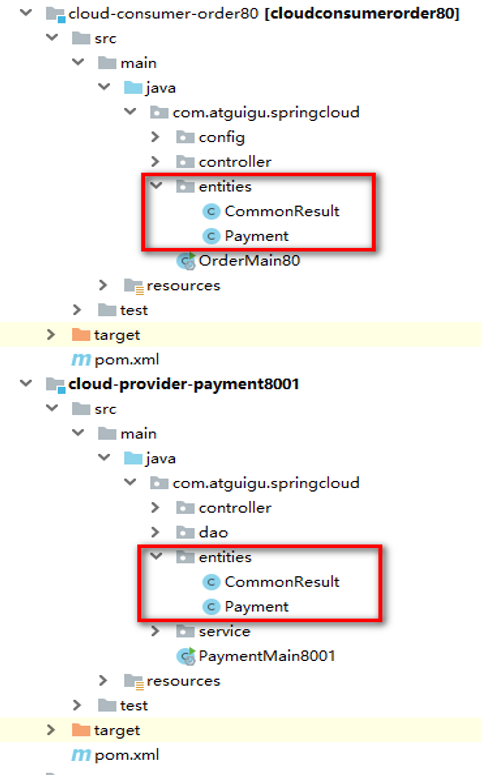 cloud-consumer-order80 [cloudconsumerorder80]
src
main
java
com.atguigu.springcloud
config
controller
entities
CommonResult
Payment
OrderMain80
resources
test
target
pom.xml
cloud-provider-payment8001
src
main
java
com.atguigu.springcloud
controller
dao
entities
CommonResult
Payment
service
PaymentMain8001
resources
test
target
pom.xml